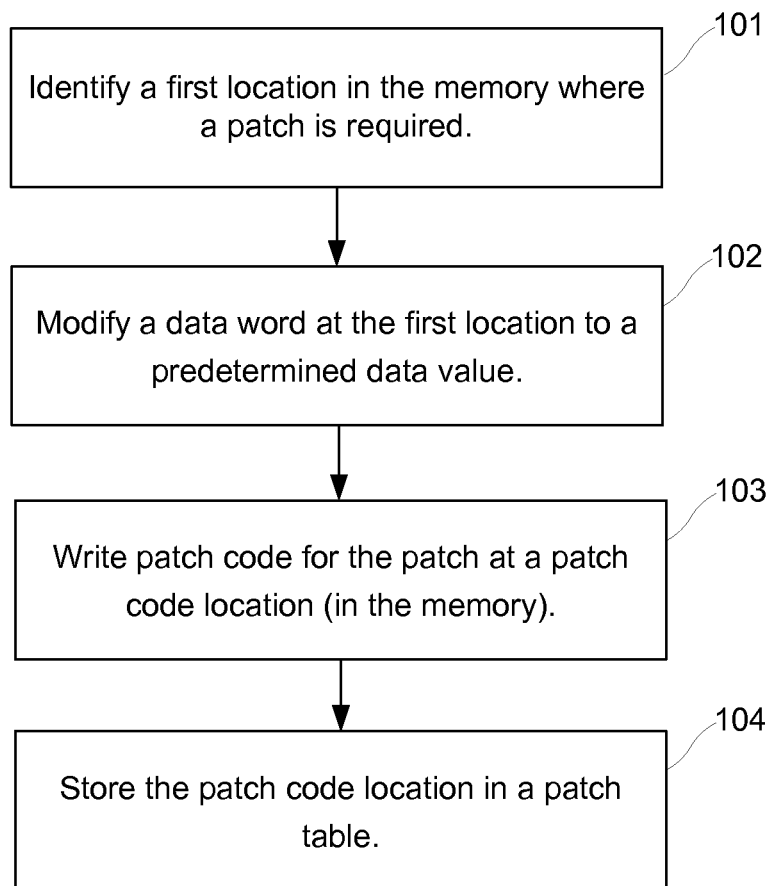 101
Identify a first location in the memory where
a patch is required.
102
Modify a data word at the first location to a
predetermined data value.
103
Write patch code for the patch at a patch
code location (in the memory).
104
Store the patch code location in a patch
table.